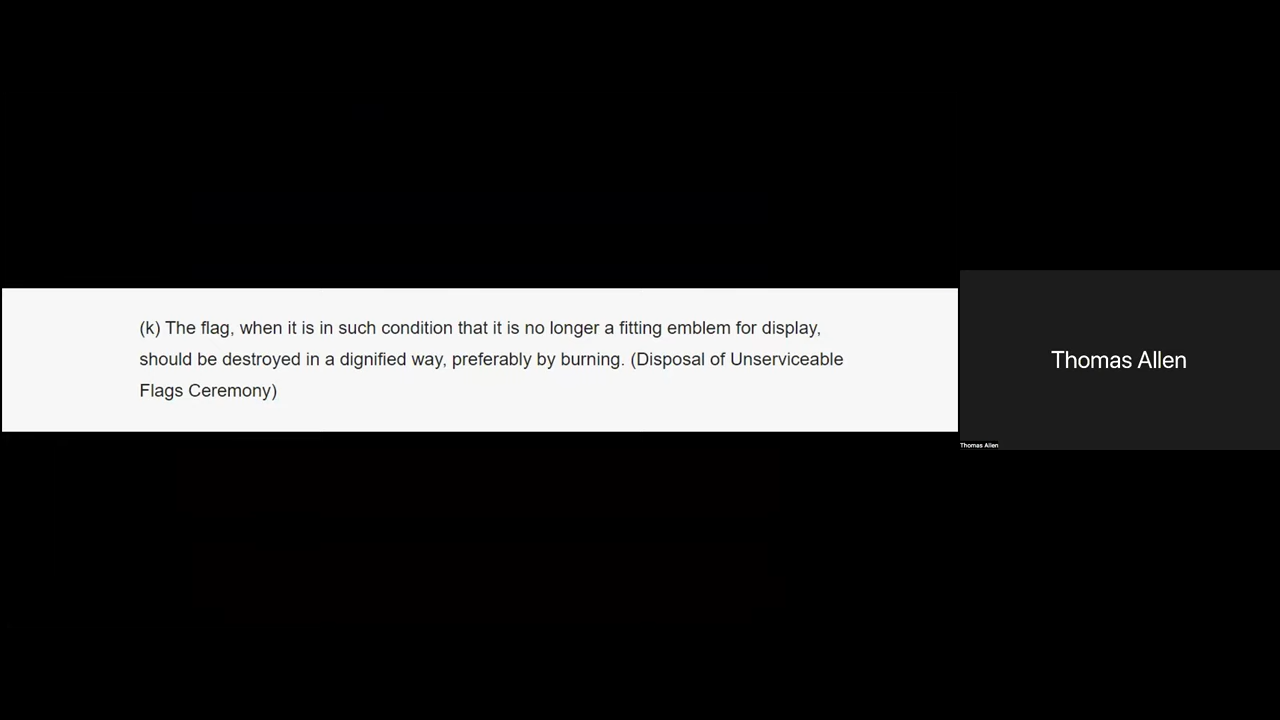 (k) The flag, when it is in such condition that it is no longer a fitting emblem for display,
should be destroyed in a dignified way, preferably by burning. (Disposal of Unserviceable
Flags Ceremony)
Thomas Allen
Thomas Allen